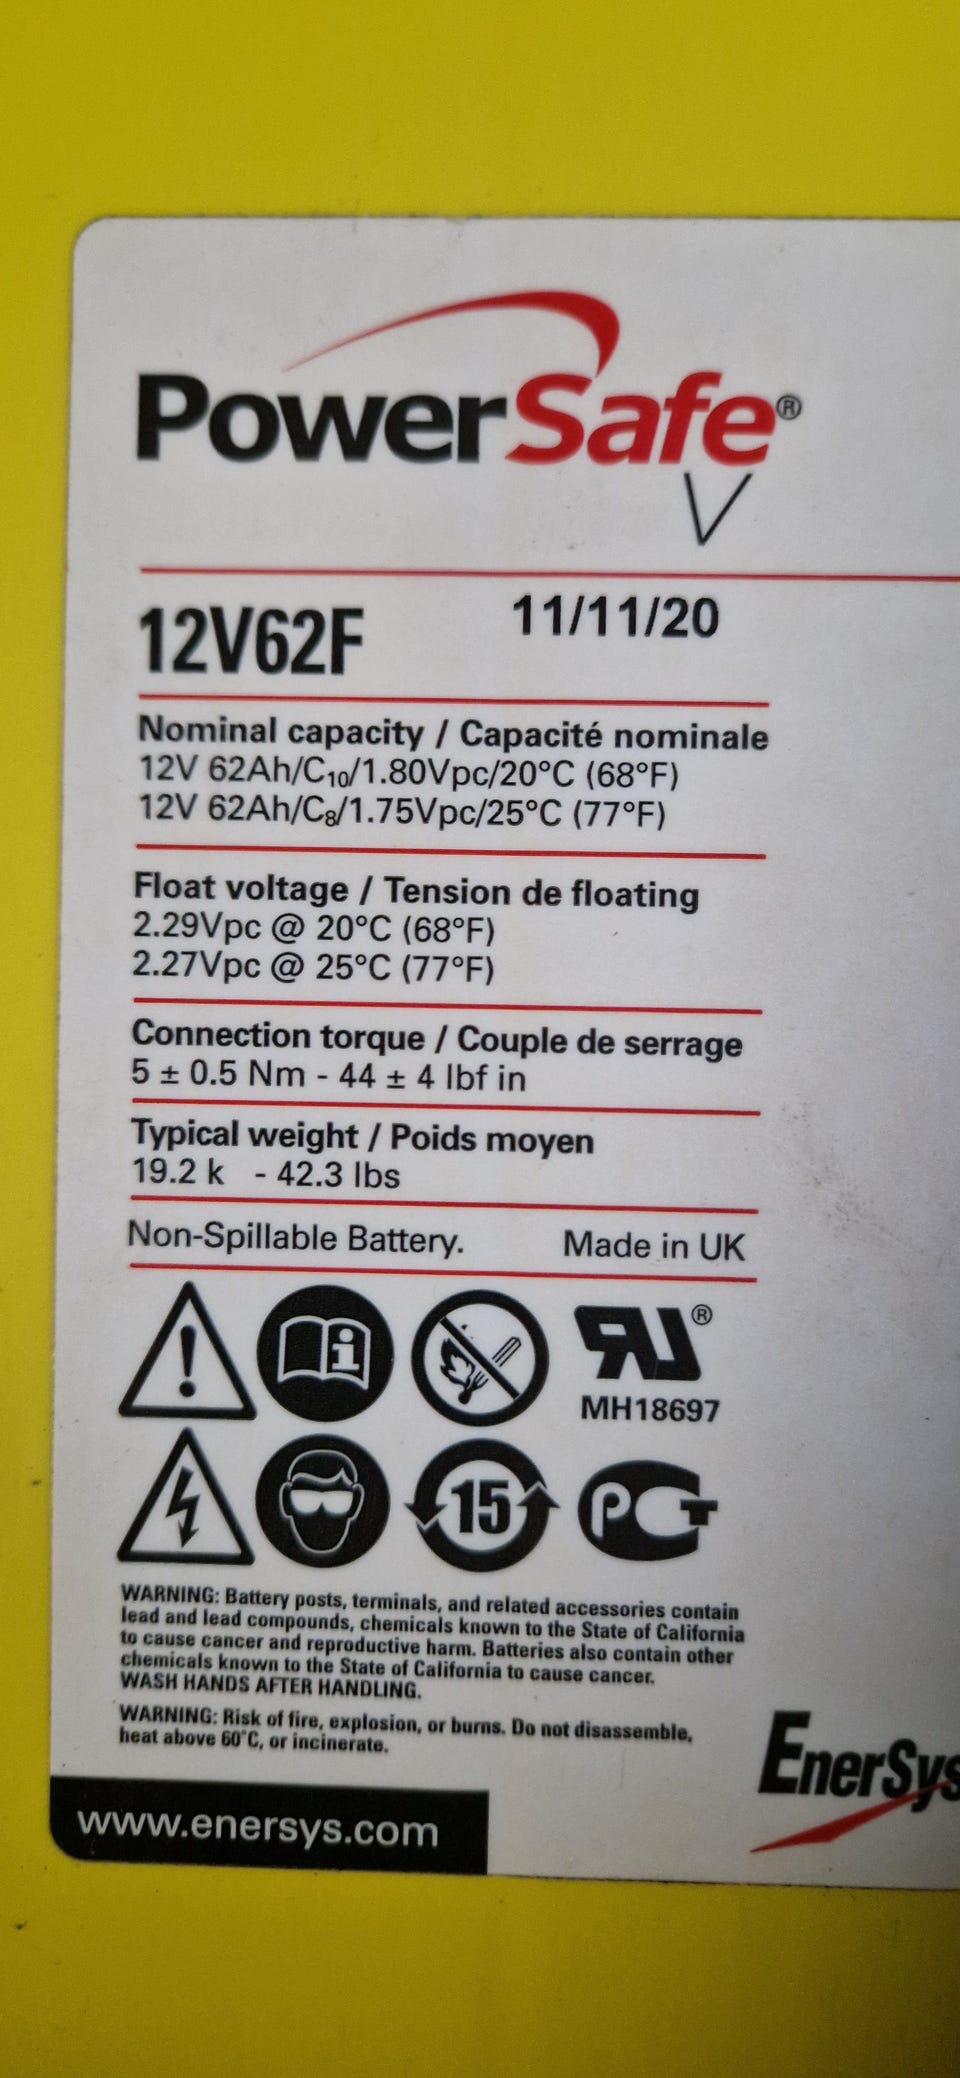 PowerSafe®
V
12V62F 11/11/20
Nominal capacity / Capacité nominale
12V 62Ah/C10/1.80Vpc/20°C (68°F)
12V 62Ah/C8/1.75Vpc/25°C (77°F)
Float voltage / Tension de floating
2.29Vpc @ 20°C (68°F)
2.27Vpc @ 25°C (77°F)
Connection torque / Couple de serrage
5 ± 0.5 Nm - 44 ± 4 lbf in
Typical weight / Poids moyen
19.2 k - 42.3 lbs
Non-Spillable Battery. Made in UK
i RU®
MH18697
15 PCT
WARNING: Battery posts, terminals, and related accessories contain
lead and lead compounds, chemicals known to the State of California
to cause cancer and reproductive harm. Batteries also contain other
chemicals known to the State of California to cause cancer.
WASH HANDS AFTER HANDLING.
WARNING: Risk of fire, explosion, or burns. Do not disassemble,
heat above 60°C, or incinerate.
EnerSys
www.enersys.com